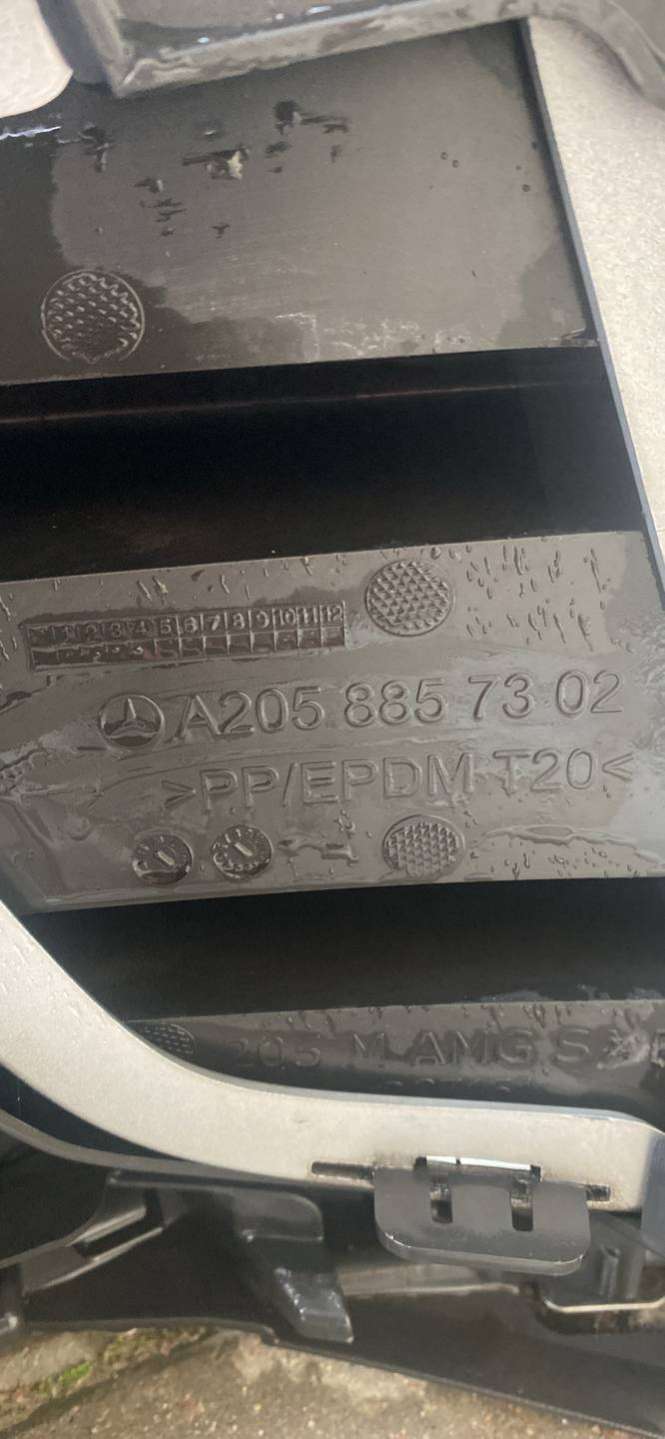 1 2 3 4 5 6 7 8 9 10 11 12
A205 885 73 02
>PP/EPDM T20<
205 M AMG S